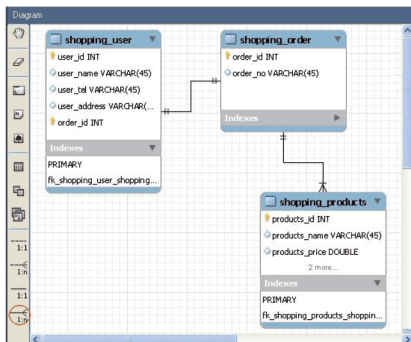 Diagram
shopping_user
user_id INT
user_name VARCHAR(45)
user_tel VARCHAR(45)
user_address VARCHAR(...
order_id INT
Indexes
PRIMARY
fk_shopping_user_shopping...
shopping_order
order_id INT
order_no VARCHAR(45)
Indexes
shopping_products
products_id INT
products_name VARCHAR(45)
products_price DOUBLE
2 more...
Indexes
PRIMARY
fk_shopping_products_shoppin...
1:1
1:n
1:1
1:n